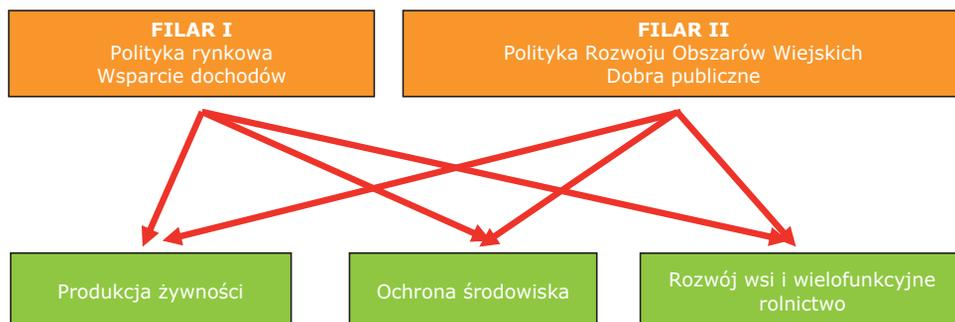 FILAR I
Polityka rynkowa
Wsparcie dochodów
FILAR II
Polityka Rozwoju Obszarów Wiejskich
Dobra publiczne
Produkcja żywności
Ochrona środowiska
Rozwój wsi i wielofunkcyjne
rolnictwo